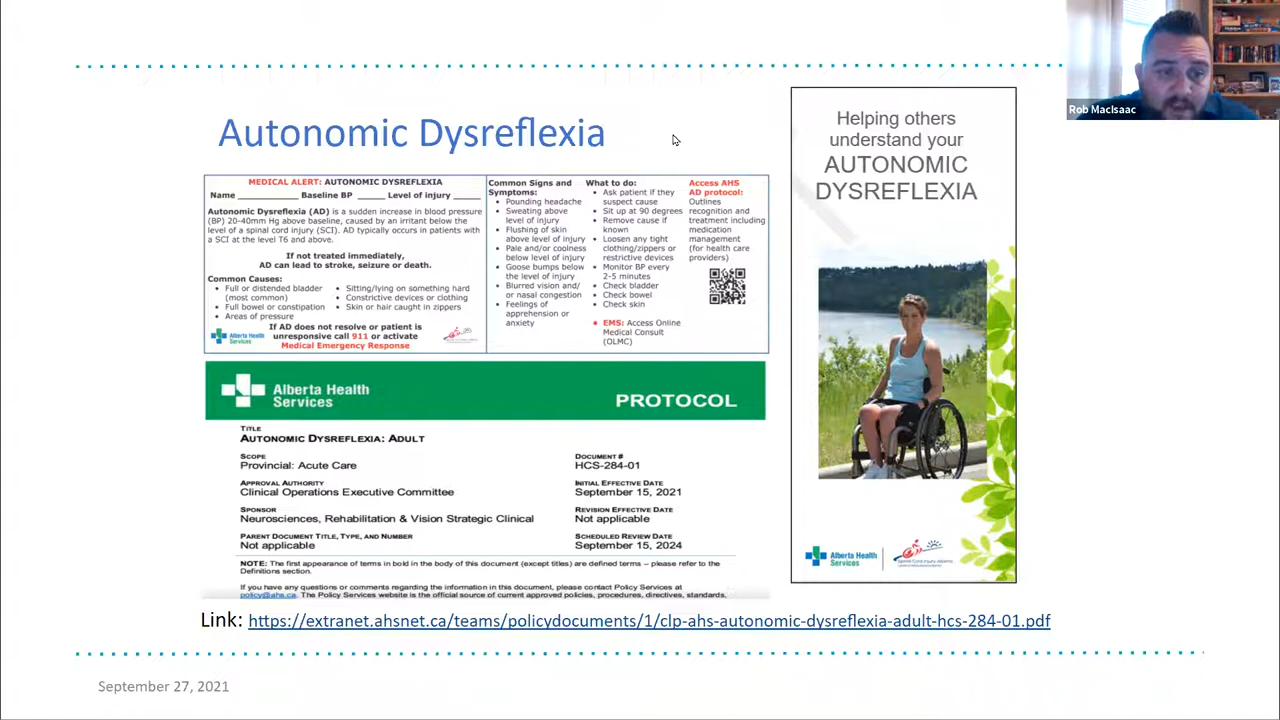 Rob MacIsaac
Autonomic Dysreflexia
MEDICAL ALERT: AUTONOMIC DYSREFLEXIA
Name ____________ Baseline BP _____ Level of injury _____
Autonomic Dysreflexia (AD) is a sudden increase in blood pressure
(BP) 20-40mm Hg above baseline, caused by an irritant below the
level of a spinal cord injury (SCI). AD typically occurs in patients with
a SCI at the level T6 and above.
If not treated immediately,
AD can lead to stroke, seizure or death.
Common Causes:
• Full or distended bladder
(most common)
• Full bowel or constipation
• Areas of pressure
• Sitting/lying on something hard
• Constrictive devices or clothing
• Skin or hair caught in zippers
Alberta Health
Services
If AD does not resolve or patient is
unresponsive call 911 or activate
Medical Emergency Response
Common Signs and
Symptoms:
• Pounding headache
• Sweating above
level of injury
• Flushing of skin
above level of injury
• Pale and/or coolness
below level of injury
• Goose bumps below
the level of injury
• Blurred vision and/
or nasal congestion
• Feelings of
apprehension or
anxiety
What to do:
• Ask patient if they
suspect cause
• Sit up at 90 degrees
• Remove cause if
known
• Loosen any tight
clothing/zippers or
restrictive devices
• Monitor BP every
2-5 minutes
• Check bladder
• Check bowel
• Check skin
• EMS: Access Online
Medical Consult
(OLMC)
Access AHS
AD protocol:
Outlines
recognition and
treatment including
medication
management
(for health care
providers)
Alberta Health
Services
PROTOCOL
TITLE
AUTONOMIC DYSREFLEXIA: ADULT
SCOPE
Provincial: Acute Care
DOCUMENT #
HCS-284-01
APPROVAL AUTHORITY
Clinical Operations Executive Committee
INITIAL EFFECTIVE DATE
September 15, 2021
SPONSOR
Neurosciences, Rehabilitation & Vision Strategic Clinical
REVISION EFFECTIVE DATE
Not applicable
PARENT DOCUMENT TITLE, TYPE, AND NUMBER
Not applicable
SCHEDULED REVIEW DATE
September 15, 2024
NOTE: The first appearance of terms in bold in the body of this document (except titles) are defined terms – please refer to the
Definitions section.
If you have any questions or comments regarding the information in this document, please contact Policy Services at
policy@ahs.ca. The Policy Services website is the official source of current approved policies, procedures, directives, standards,
Helping others
understand your
AUTONOMIC
DYSREFLEXIA
Alberta Health
Services
Spinal Cord Injury Alberta
Link: https://extranet.ahsnet.ca/teams/policydocuments/1/clp-ahs-autonomic-dysreflexia-adult-hcs-284-01.pdf
September 27, 2021